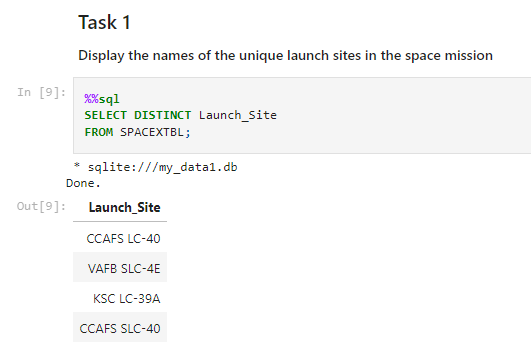 Task 1
Display the names of the unique launch sites in the space mission
In [9]:
%%sql
SELECT DISTINCT Launch_Site
FROM SPACEXTBL;
* sqlite:///my_data1.db
Done.
Out[9]:
Launch_Site
CCAFS LC-40
VAFB SLC-4E
KSC LC-39A
CCAFS SLC-40